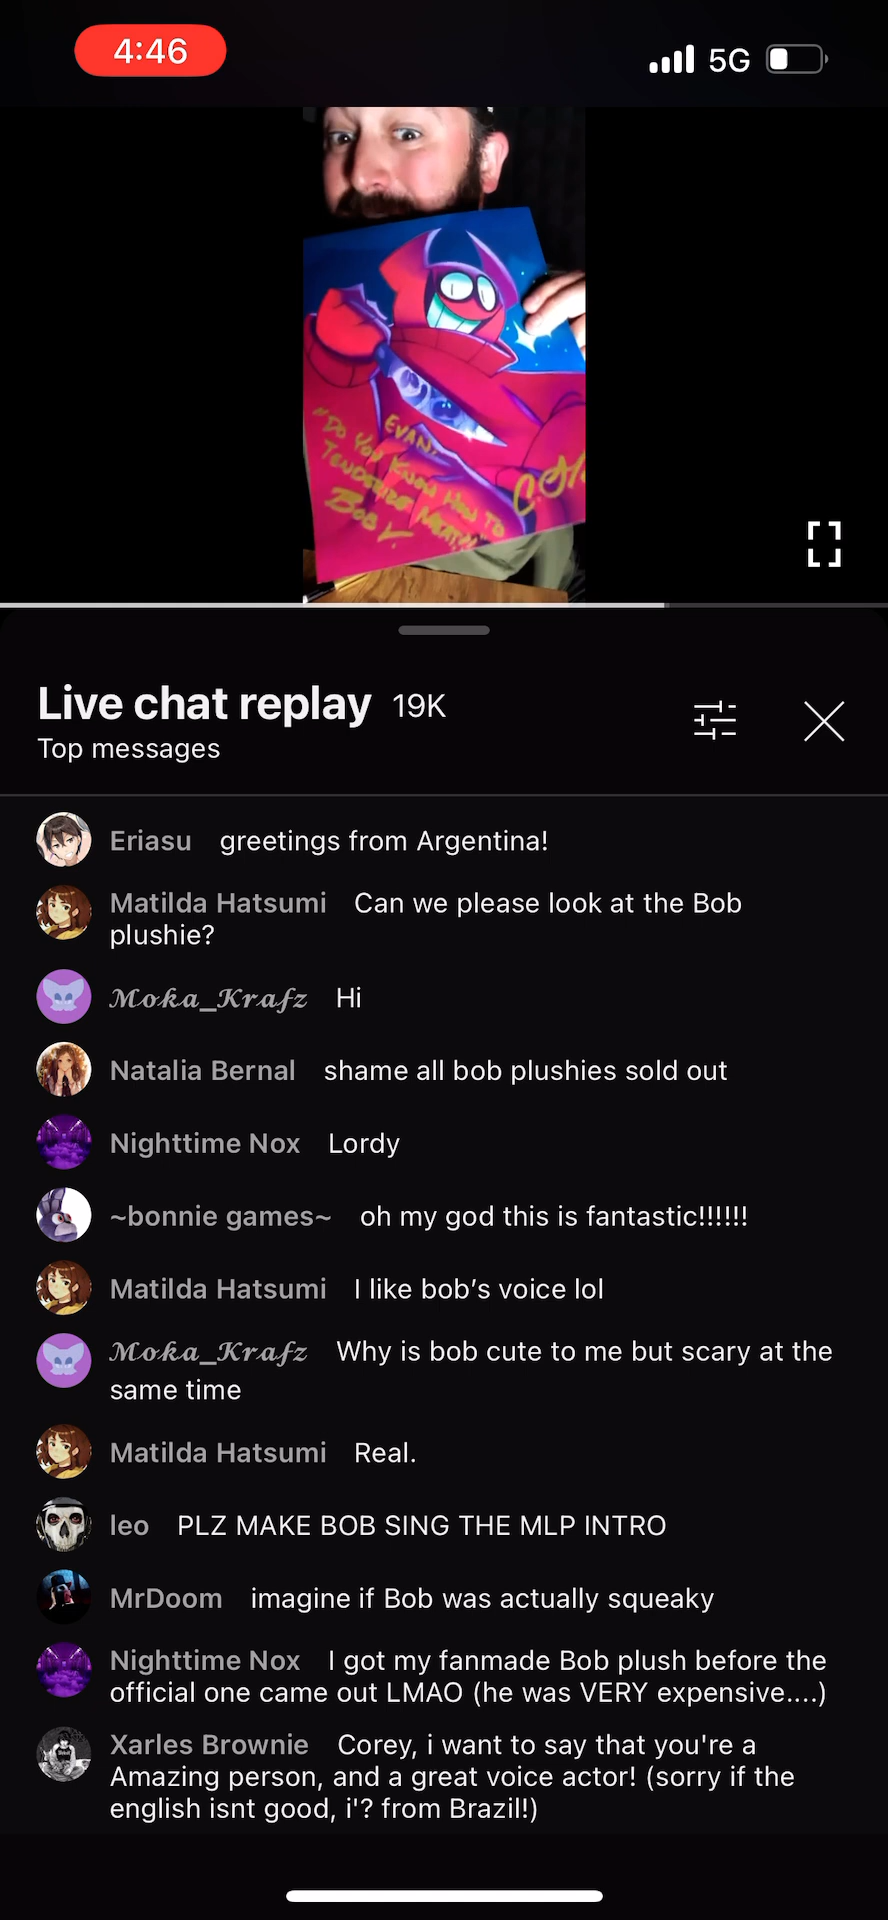 4:46
5G
EVAN,
"DO YOU KNOW HOW TO
TENDERIZE MEAT?"
BOB V.
Live chat replay 19K
Top messages
Eriasu greetings from Argentina!
Matilda Hatsumi Can we please look at the Bob
plushie?
𝓜𝓸𝓴𝓪_𝓚𝓻𝓪𝓯𝔃 Hi
Natalia Bernal shame all bob plushies sold out
Nighttime Nox Lordy
~bonnie games~ oh my god this is fantastic!!!!!!
Matilda Hatsumi I like bob’s voice lol
𝓜𝓸𝓴𝓪_𝓚𝓻𝓪𝓯𝔃 Why is bob cute to me but scary at the
same time
Matilda Hatsumi Real.
leo PLZ MAKE BOB SING THE MLP INTRO
MrDoom imagine if Bob was actually squeaky
Nighttime Nox I got my fanmade Bob plush before the
official one came out LMAO (he was VERY expensive....)
Xarles Brownie Corey, i want to say that you're a
Amazing person, and a great voice actor! (sorry if the
english isnt good, i'? from Brazil!)